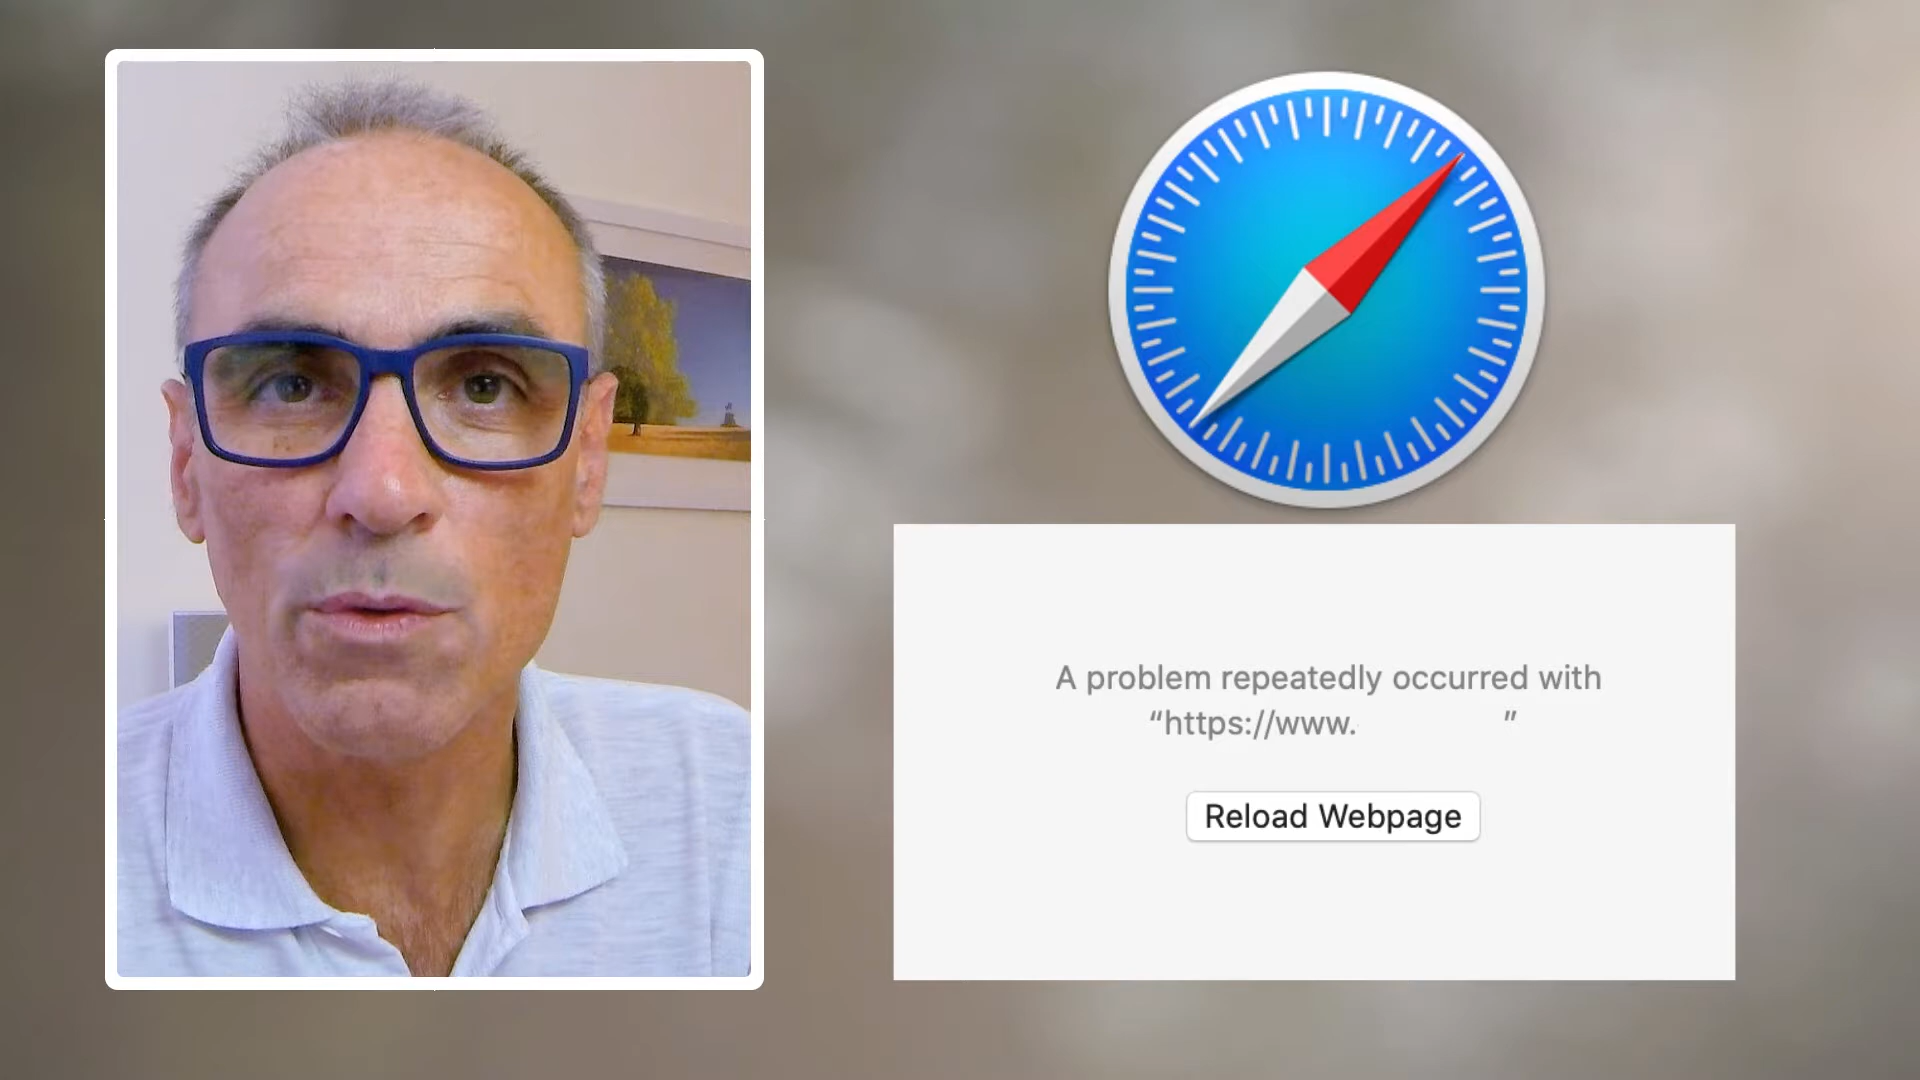 A problem repeatedly occurred with
“https://www. ”
Reload Webpage